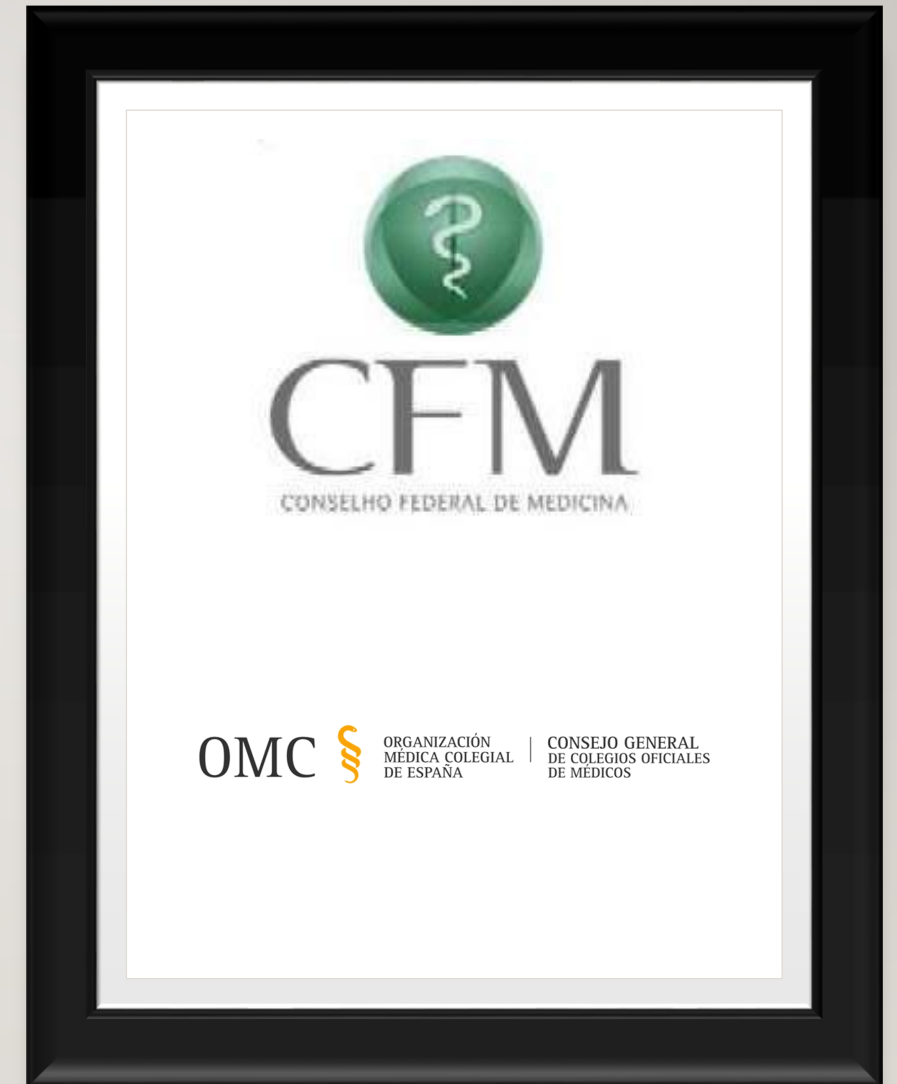 CFM
CONSELHO FEDERAL DE MEDICINA
OMC
ORGANIZACIÓN
MÉDICA COLEGIAL
DE ESPAÑA
CONSEJO GENERAL
DE COLEGIOS OFICIALES
DE MÉDICOS